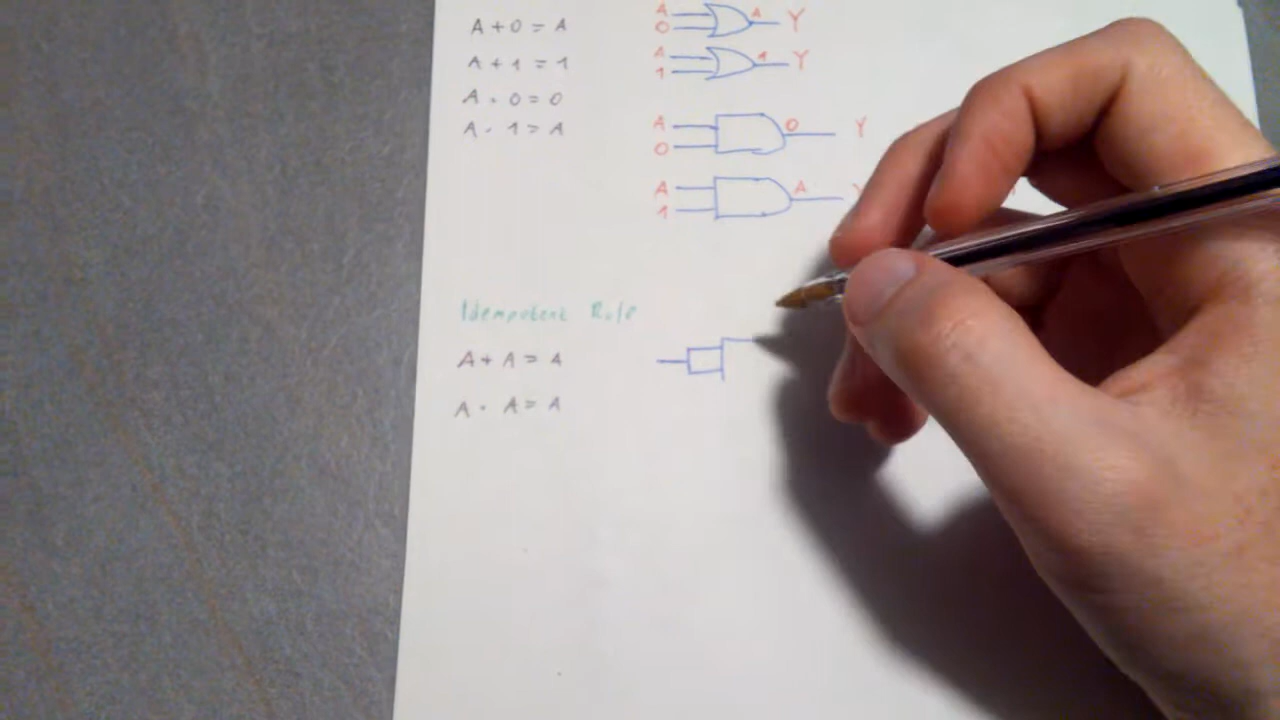 A + 0 = A
A + 1 = 1
A . 0 = 0
A . 1 = A
A 0 A Y
A 1 1 Y
A 0 0 Y
A 1 A
Idempotent Rule
A + A = A
A . A = A